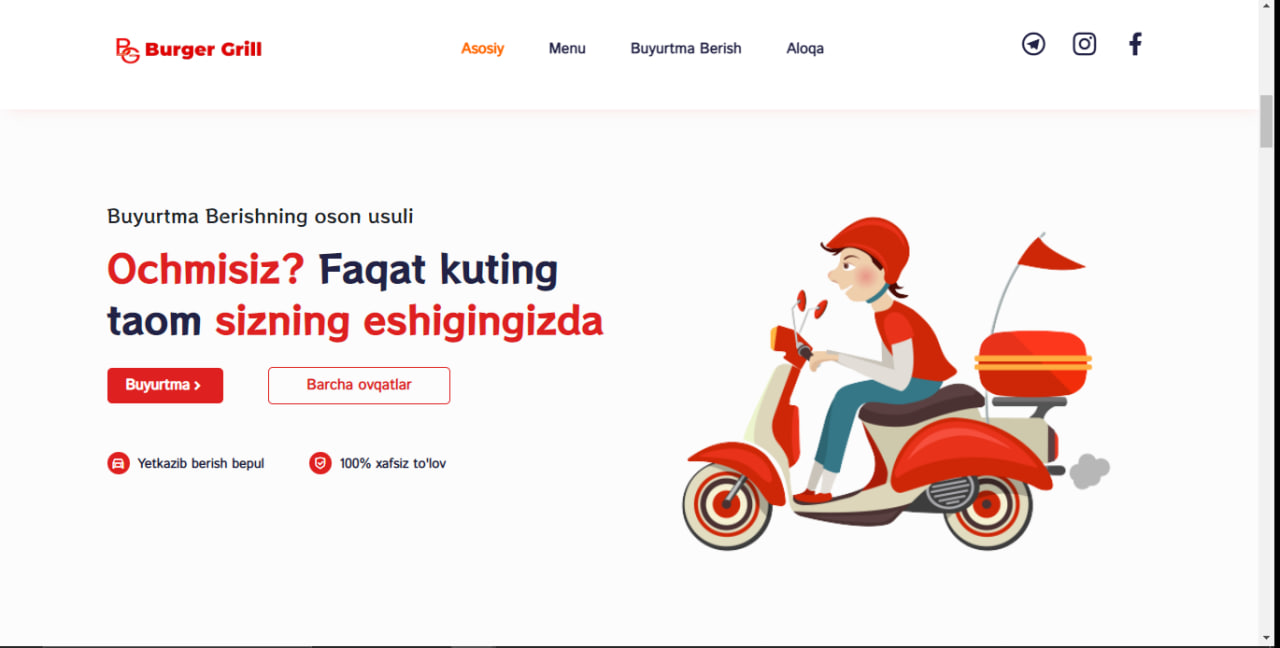 BG Burger Grill
Asosiy Menu Buyurtma Berish Aloqa
Buyurtma Berishning oson usuli
Ochmisiz? Faqat kuting
taom sizning eshigingizda
Buyurtma >
Barcha ovqatlar
Yetkazib berish bepul
100% xafsiz to'lov